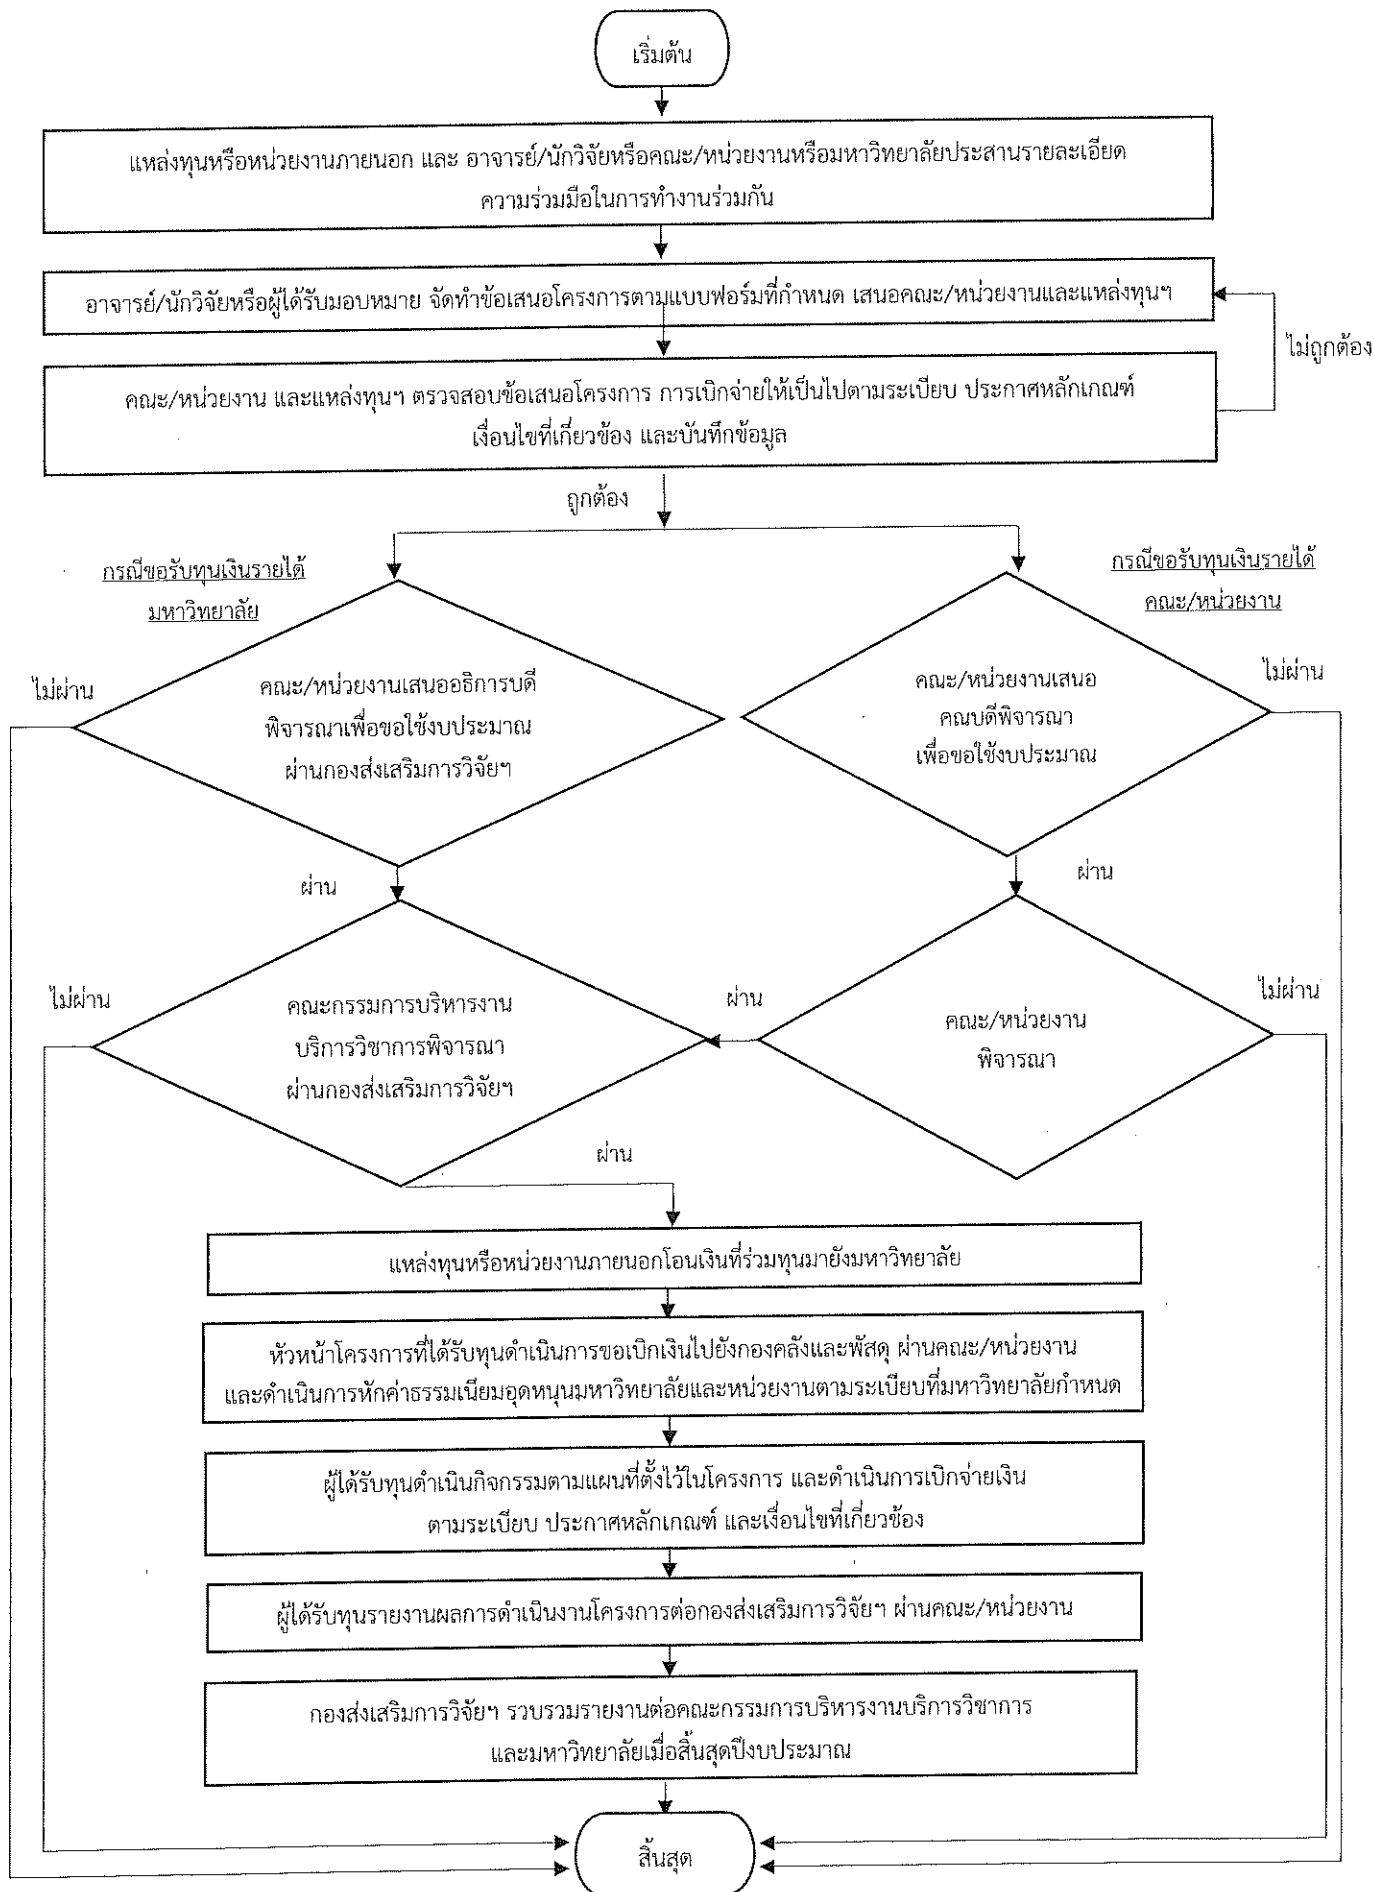 เริ่มต้น
แหล่งทุนหรือหน่วยงานภายนอก และ อาจารย์/นักวิจัยหรือคณะ/หน่วยงานหรือมหาวิทยาลัยประสานรายละเอียด
ความร่วมมือในการทำงานร่วมกัน
อาจารย์/นักวิจัยหรือผู้ได้รับมอบหมาย จัดทำข้อเสนอโครงการตามแบบฟอร์มที่กำหนด เสนอคณะ/หน่วยงานและแหล่งทุนฯ
ไม่ถูกต้อง
คณะ/หน่วยงาน และแหล่งทุนฯ ตรวจสอบข้อเสนอโครงการ การเบิกจ่ายให้เป็นไปตามระเบียบ ประกาศหลักเกณฑ์
เงื่อนไขที่เกี่ยวข้อง และบันทึกข้อมูล
ถูกต้อง
กรณีขอรับทุนเงินรายได้
มหาวิทยาลัย
กรณีขอรับทุนเงินรายได้
คณะ/หน่วยงาน
ไม่ผ่าน
คณะ/หน่วยงานเสนออธิการบดี
พิจารณาเพื่อขอใช้งบประมาณ
ผ่านกองส่งเสริมการวิจัยฯ
คณะ/หน่วยงานเสนอ
คณบดีพิจารณา
เพื่อขอใช้งบประมาณ
ไม่ผ่าน
ผ่าน
ผ่าน
ไม่ผ่าน
คณะกรรมการบริหารงาน
บริการวิชาการพิจารณา
ผ่านกองส่งเสริมการวิจัยฯ
ผ่าน
คณะ/หน่วยงาน
พิจารณา
ไม่ผ่าน
ผ่าน
แหล่งทุนหรือหน่วยงานภายนอกโอนเงินที่ร่วมทุนมายังมหาวิทยาลัย
หัวหน้าโครงการที่ได้รับทุนดำเนินการขอเบิกเงินไปยังกองคลังและพัสดุ ผ่านคณะ/หน่วยงาน
และดำเนินการหักค่าธรรมเนียมอุดหนุนมหาวิทยาลัยและหน่วยงานตามระเบียบที่มหาวิทยาลัยกำหนด
ผู้ได้รับทุนดำเนินกิจกรรมตามแผนที่ตั้งไว้ในโครงการ และดำเนินการเบิกจ่ายเงิน
ตามระเบียบ ประกาศหลักเกณฑ์ และเงื่อนไขที่เกี่ยวข้อง
ผู้ได้รับทุนรายงานผลการดำเนินงานโครงการต่อกองส่งเสริมการวิจัยฯ ผ่านคณะ/หน่วยงาน
กองส่งเสริมการวิจัยฯ รวบรวมรายงานต่อคณะกรรมการบริหารงานบริการวิชาการ
และมหาวิทยาลัยเมื่อสิ้นสุดปีงบประมาณ
สิ้นสุด